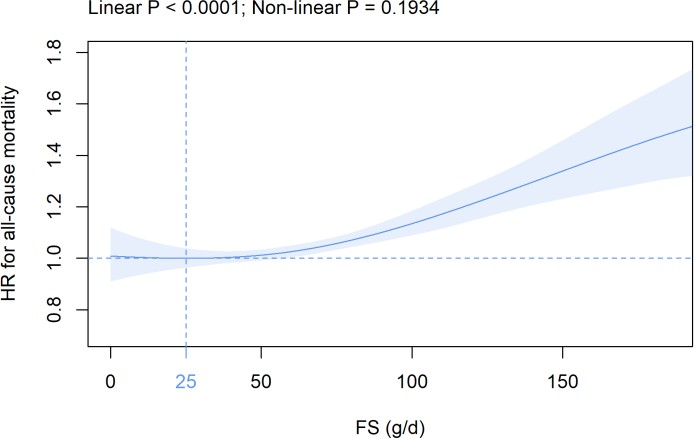 Linear P < 0.0001; Non-linear P = 0.1934
HR for all-cause mortality
1.8
1.6
1.4
1.2
1.0
0.8
0 25 50 100 150
FS (g/d)